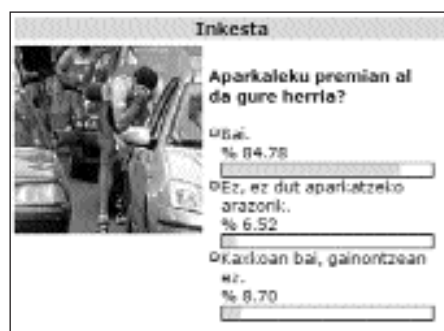 Inkesta
Aparkaleku premian al
da gure herria?
Bai.
% 84.78
Ez, ez dut aparkatzeko
arazorik.
% 6.52
Kaxkoan bai, gainontzean
ez.
% 8.70